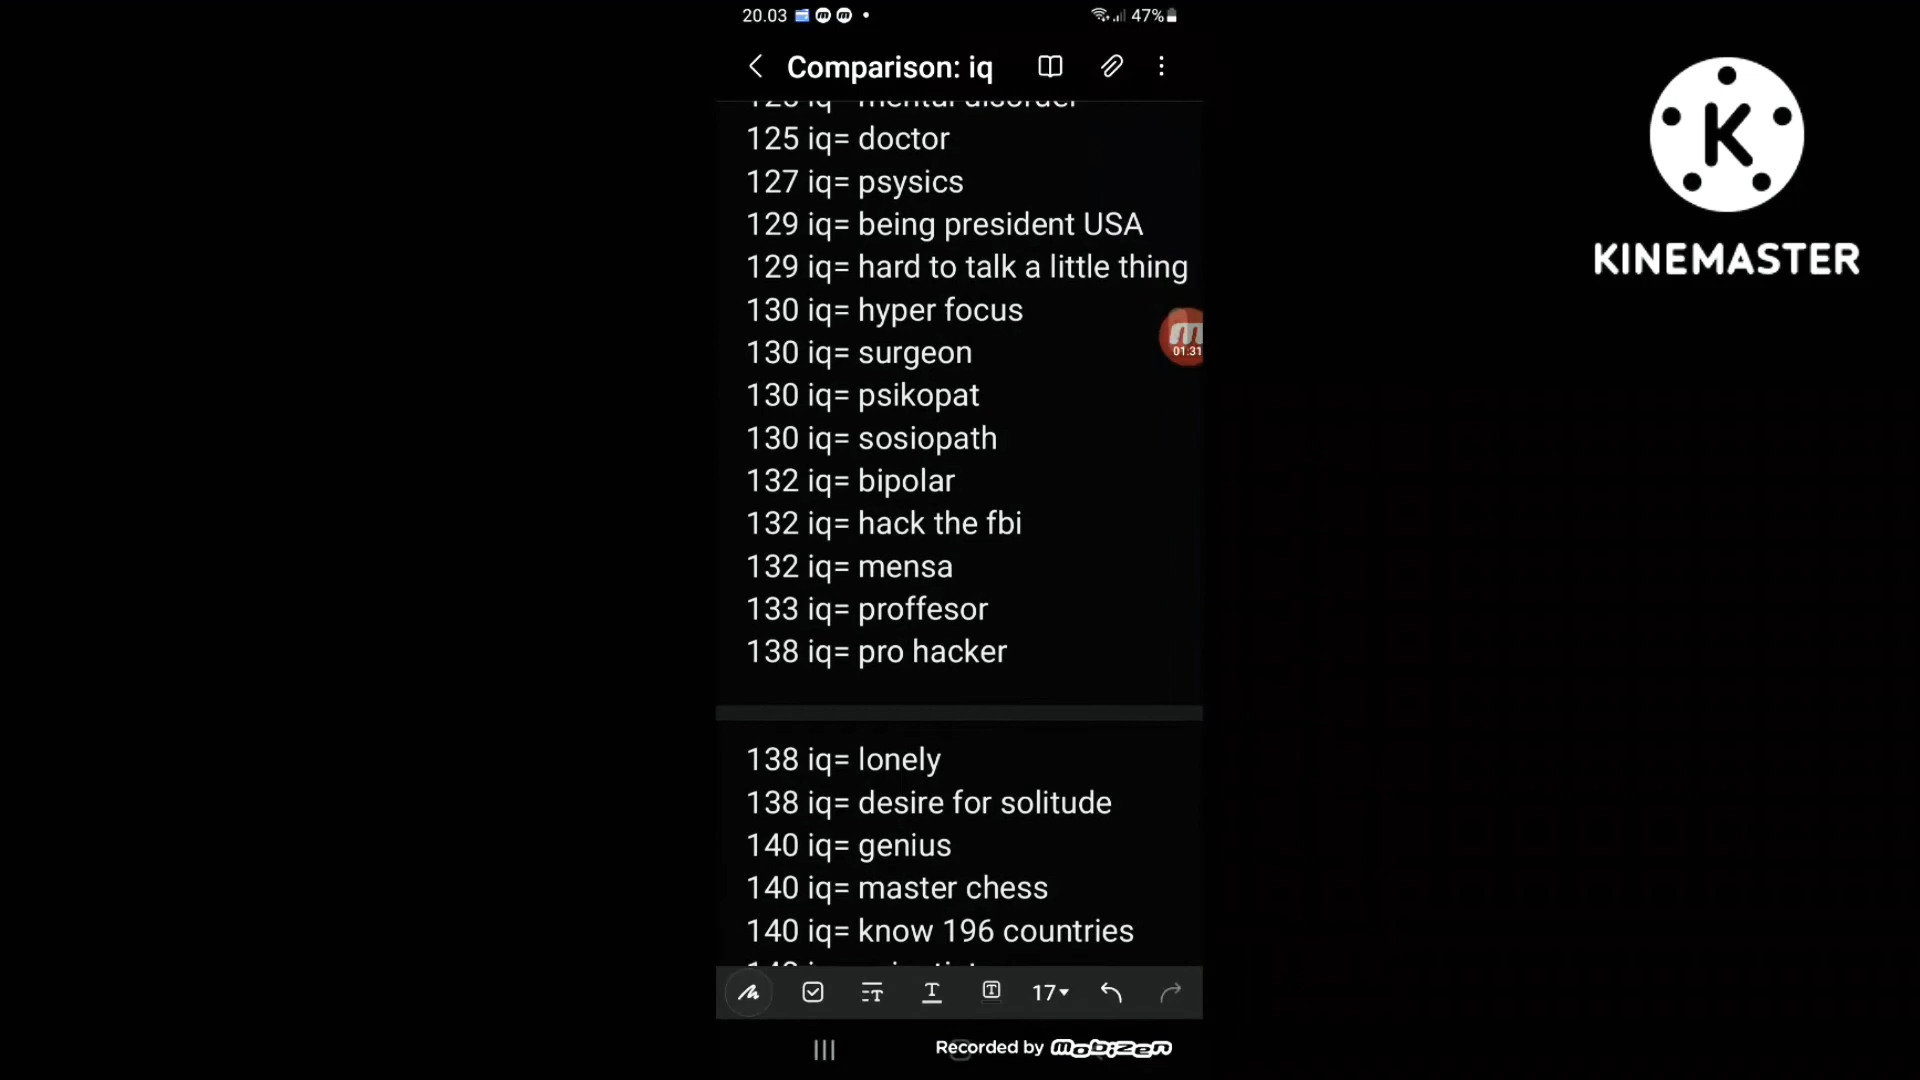 20.03
47%
Comparison: iq
125 iq= doctor
127 iq= psysics
129 iq= being president USA
129 iq= hard to talk a little thing
130 iq= hyper focus
130 iq= surgeon
130 iq= psikopat
130 iq= sosiopath
132 iq= bipolar
132 iq= hack the fbi
132 iq= mensa
133 iq= proffesor
138 iq= pro hacker
138 iq= lonely
138 iq= desire for solitude
140 iq= genius
140 iq= master chess
140 iq= know 196 countries
17
Recorded by mobizen
01:31
K
KINEMASTER